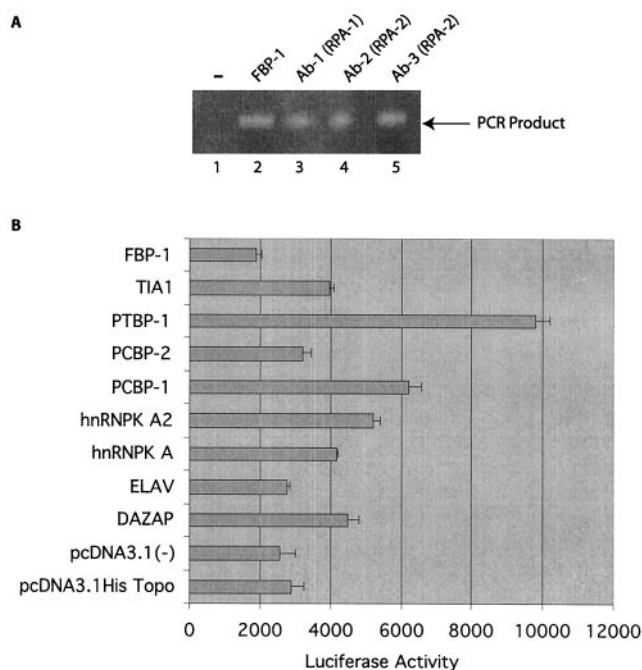 A
–
FBP-1
Ab-1 (RPA-1)
Ab-2 (RPA-2)
Ab-3 (RPA-2)
PCR Product
1 2 3 4 5
B
FBP-1
TIA1
PTBP-1
PCBP-2
PCBP-1
hnRNPK A2
hnRNPK A
ELAV
DAZAP
pcDNA3.1(-)
pcDNA3.1His Topo
0 2000 4000 6000 8000 10000 12000
Luciferase Activity